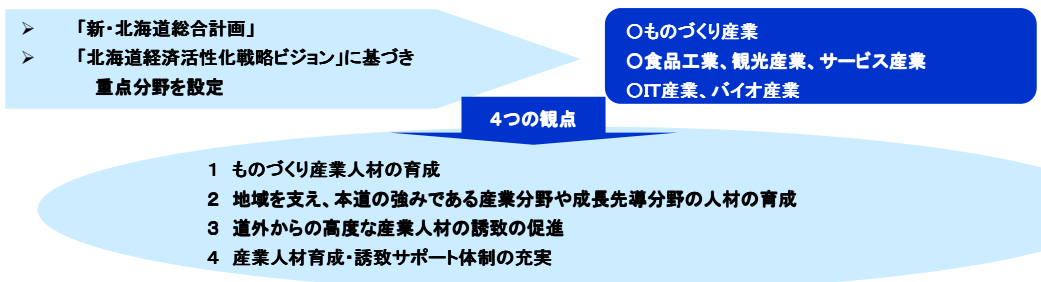 ➢ 「新・北海道総合計画」
➢ 「北海道経済活性化戦略ビジョン」に基づき
重点分野を設定
○ものづくり産業
○食品工業、観光産業、サービス産業
○IT産業、バイオ産業
4つの観点
1 ものづくり産業人材の育成
2 地域を支え、本道の強みである産業分野や成長先導分野の人材の育成
3 道外からの高度な産業人材の誘致の促進
4 産業人材育成・誘致サポート体制の充実